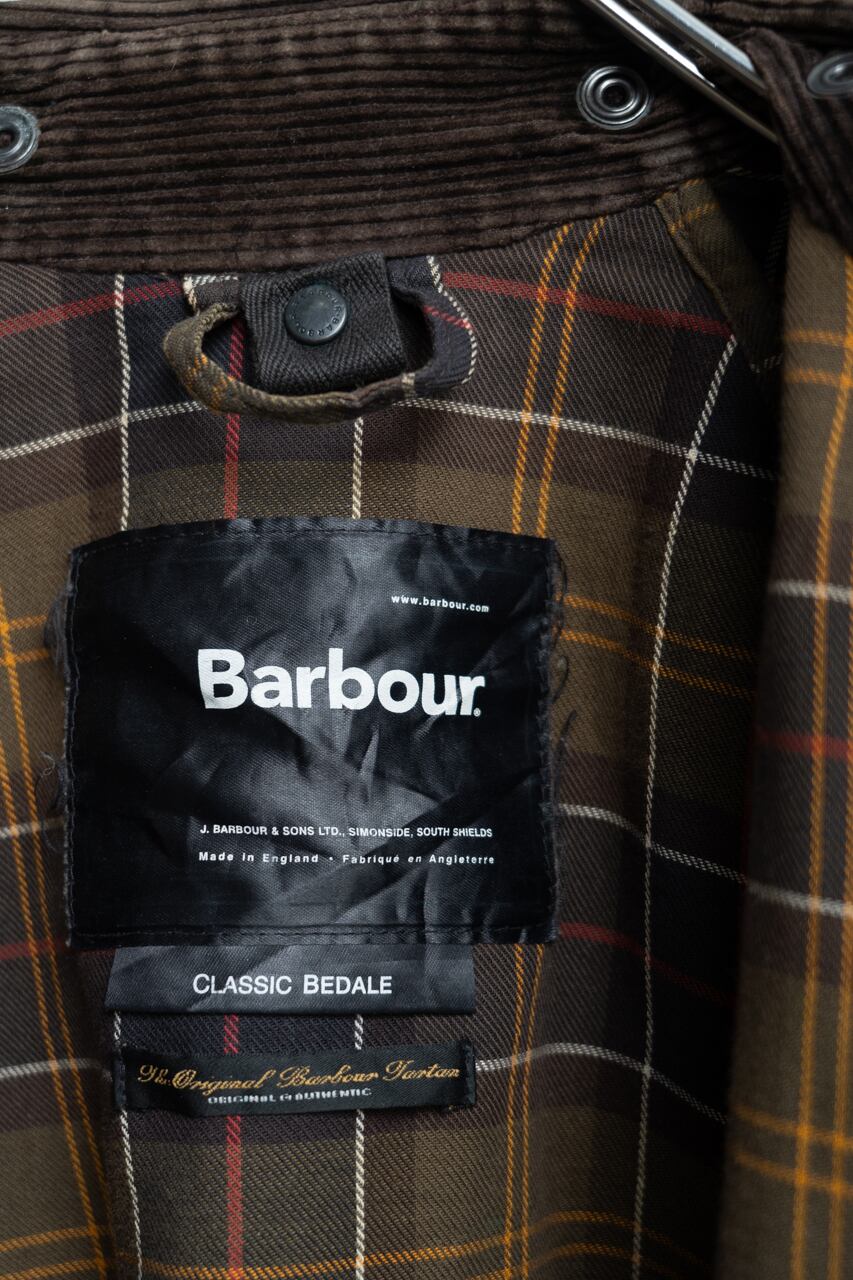 www.barbour.com
Barbour®
J. BARBOUR & SONS LTD., SIMONSIDE, SOUTH SHIELDS
Made in England • Fabriqué en Angleterre
CLASSIC BEDALE
The Original Barbour Tartan
ORIGINAL & AUTHENTIC